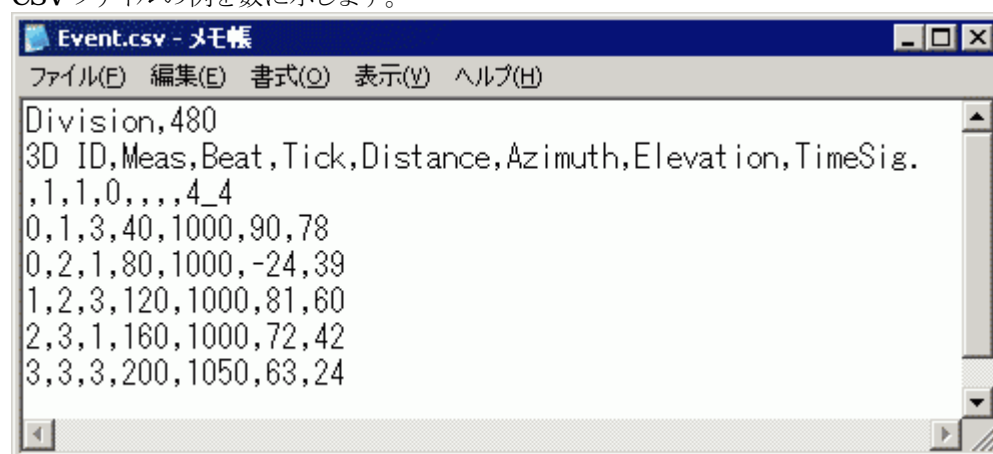 CSVファイルの例を数に示します。
Event.csv - メモ帳
ファイル(F) 編集(E) 書式(O) 表示(V) ヘルプ(H)
Division,480
3D ID,Meas,Beat,Tick,Distance,Azimuth,Elevation,TimeSig.
,1,1,0,,,,4_4
0,1,3,40,1000,90,78
0,2,1,80,1000,-24,39
1,2,3,120,1000,81,60
2,3,1,160,1000,72,42
3,3,3,200,1050,63,24